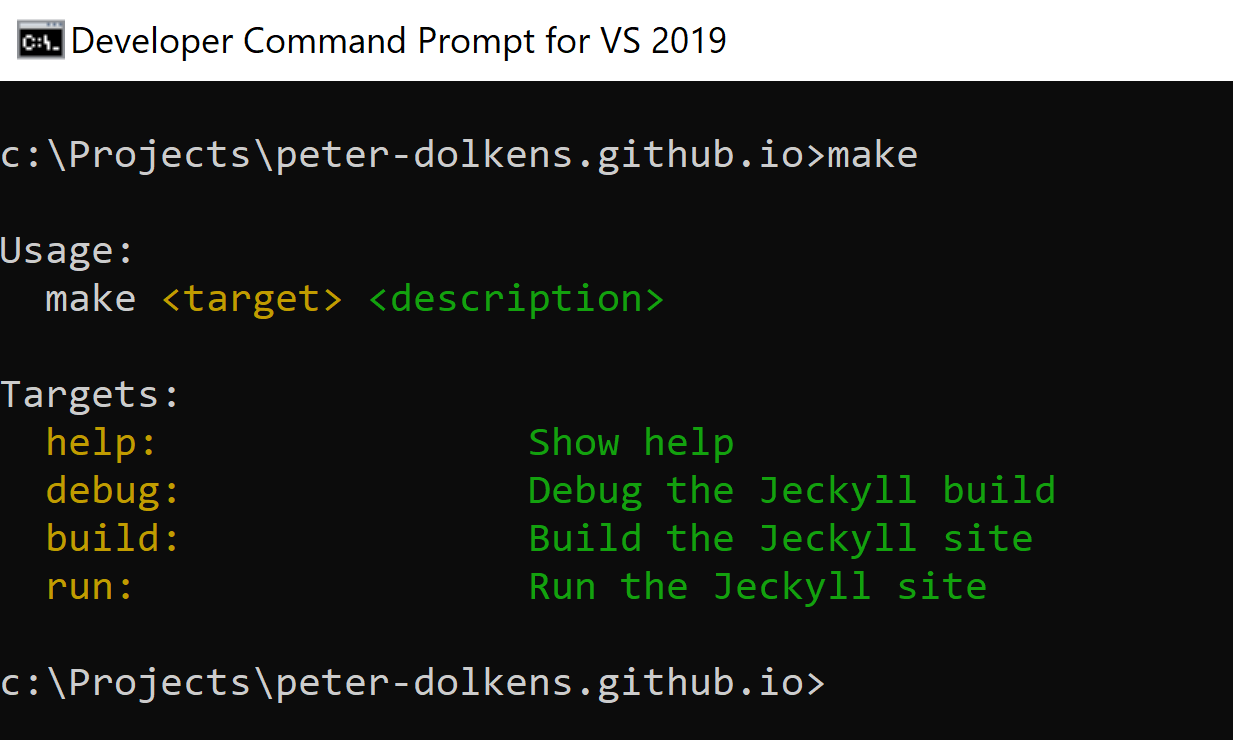 C:\. Developer Command Prompt for VS 2019
c:\Projects\peter-dolkens.github.io>make
Usage:
make <target> <description>
Targets:
help: Show help
debug: Debug the Jeckyll build
build: Build the Jeckyll site
run: Run the Jeckyll site
c:\Projects\peter-dolkens.github.io>